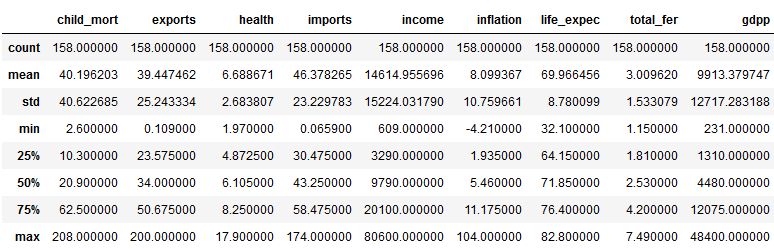 child_mort exports health imports income inflation life_expec total_fer gdpp
count 158.000000 158.000000 158.000000 158.000000 158.000000 158.000000 158.000000 158.000000 158.000000
mean 40.196203 39.447462 6.688671 46.378265 14614.955696 8.099367 69.966456 3.009620 9913.379747
std 40.622685 25.243334 2.683807 23.229783 15224.031790 10.759661 8.780099 1.533079 12717.283188
min 2.600000 0.109000 1.970000 0.065900 609.000000 -4.210000 32.100000 1.150000 231.000000
25% 10.300000 23.575000 4.872500 30.475000 3290.000000 1.935000 64.150000 1.810000 1310.000000
50% 20.900000 34.000000 6.105000 43.250000 9790.000000 5.460000 71.850000 2.530000 4480.000000
75% 62.500000 50.675000 8.250000 58.475000 20100.000000 11.175000 76.400000 4.200000 12075.000000
max 208.000000 200.000000 17.900000 174.000000 80600.000000 104.000000 82.800000 7.490000 48400.000000